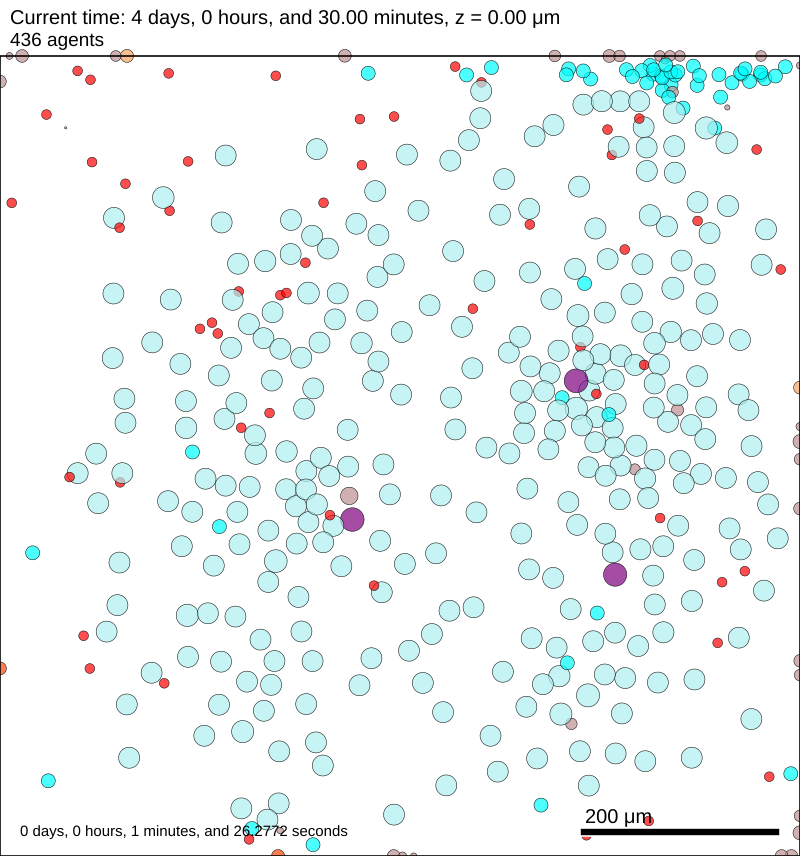 Current time: 4 days, 0 hours, and 30.00 minutes, z = 0.00 μm
436 agents
200 μm
0 days, 0 hours, 1 minutes, and 26.2772 seconds